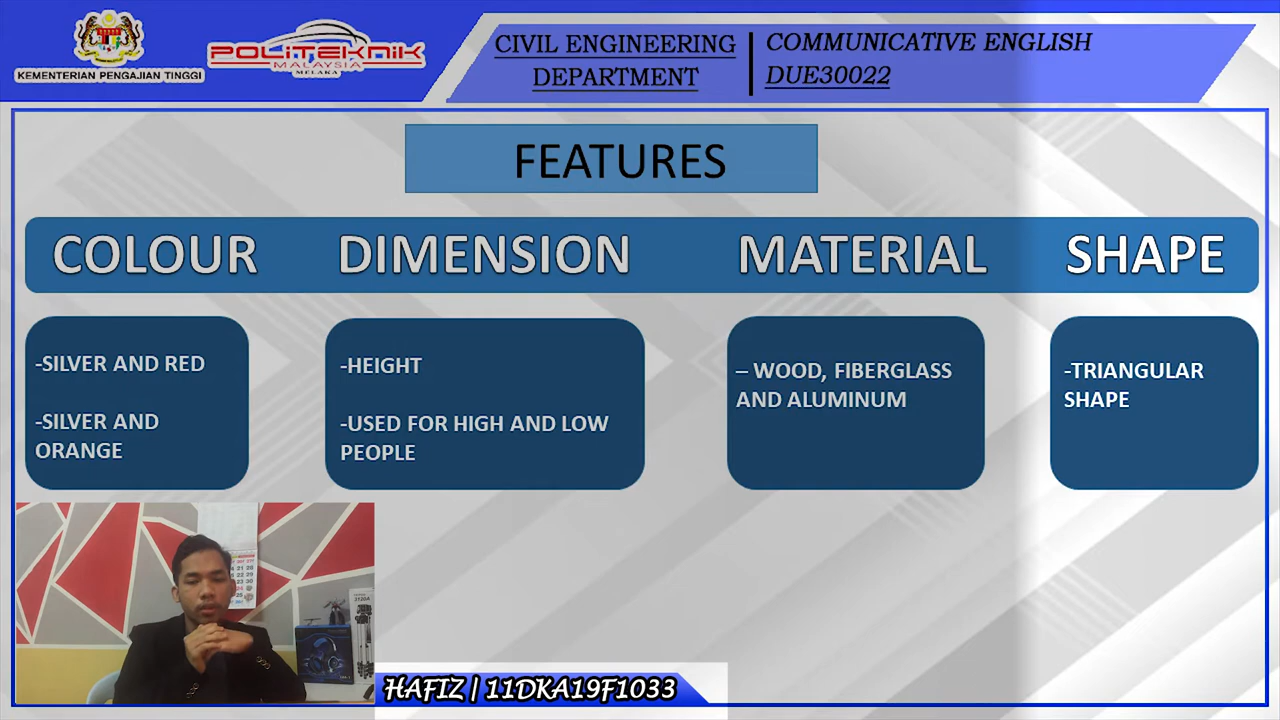 KEMENTERIAN PENGAJIAN TINGGI
POLITEKNIK
MALAYSIA
MELAKA
CIVIL ENGINEERING
DEPARTMENT
COMMUNICATIVE ENGLISH
DUE30022
FEATURES
COLOUR DIMENSION MATERIAL SHAPE
-SILVER AND RED
-SILVER AND
ORANGE
-HEIGHT
-USED FOR HIGH AND LOW
PEOPLE
– WOOD, FIBERGLASS
AND ALUMINUM
-TRIANGULAR
SHAPE
3120A
HAFIZ | 11DKA19F1033